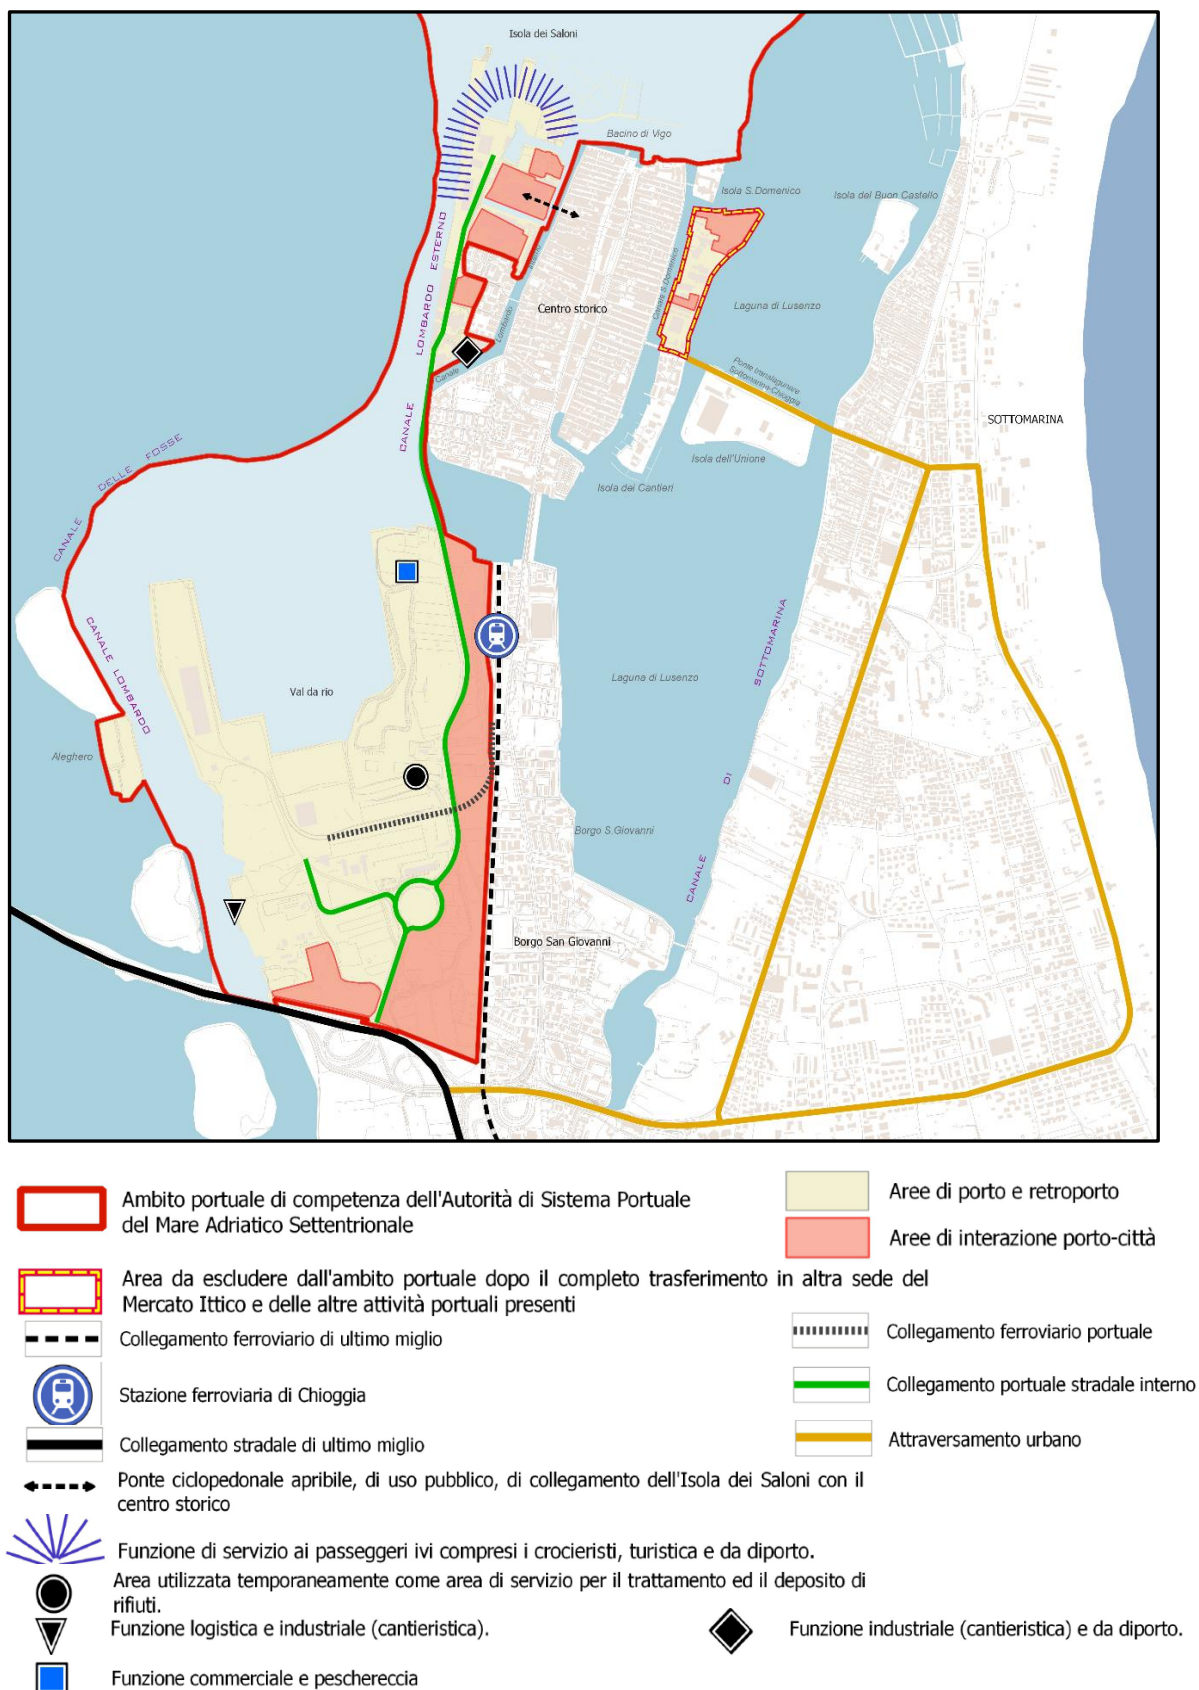 Isola dei Saloni
Bacino di Vigo
Isola S.Domenico
Isola del Buon Castello
CANALE LOMBARDO ESTERNO
Canale S.Domenico
Laguna di Lusenzo
Centro storico
Canale Lombardo Interno
Ponte translagunare
Sottomarina-Chioggia
SOTTOMARINA
Isola dell'Unione
Isola dei Cantieri
CANALE DELLE FOSSE
CANALE LOMBARDO
Val da rio
Aleghero
Laguna di Lusenzo
CANALE DI SOTTOMARINA
Borgo S.Giovanni
Borgo San Giovanni
Ambito portuale di competenza dell'Autorità di Sistema Portuale
del Mare Adriatico Settentrionale
Aree di porto e retroporto
Aree di interazione porto-città
Area da escludere dall'ambito portuale dopo il completo trasferimento in altra sede del
Mercato Ittico e delle altre attività portuali presenti
Collegamento ferroviario di ultimo miglio
Collegamento ferroviario portuale
Stazione ferroviaria di Chioggia
Collegamento portuale stradale interno
Collegamento stradale di ultimo miglio
Attraversamento urbano
Ponte ciclopedonale apribile, di uso pubblico, di collegamento dell'Isola dei Saloni con il
centro storico
Funzione di servizio ai passeggeri ivi compresi i crocieristi, turistica e da diporto.
Area utilizzata temporaneamente come area di servizio per il trattamento ed il deposito di
rifiuti.
Funzione logistica e industriale (cantieristica).
Funzione industriale (cantieristica) e da diporto.
Funzione commerciale e peschereccia